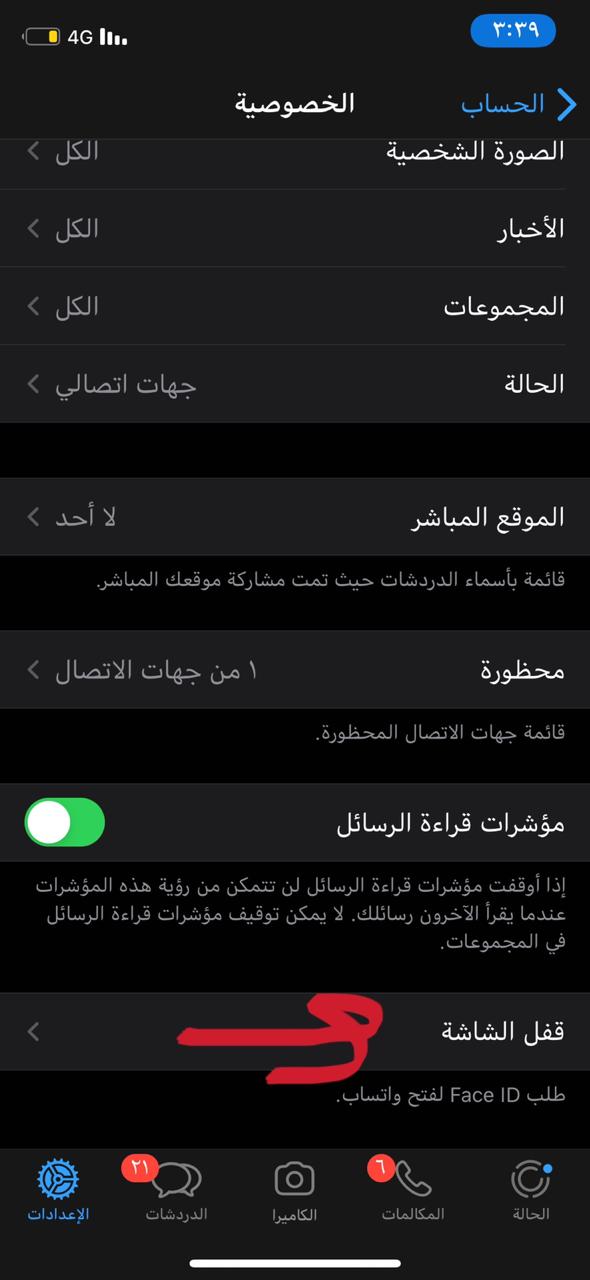 4G
٣:٣٩
الحساب
الخصوصية
الصورة الشخصية
الكل
الأخبار
الكل
المجموعات
الكل
الحالة
جهات اتصالي
الموقع المباشر
لا أحد
قائمة بأسماء الدردشات حيث تمت مشاركة موقعك المباشر.
محظورة
١ من جهات الاتصال
قائمة جهات الاتصال المحظورة.
مؤشرات قراءة الرسائل
إذا أوقفت مؤشرات قراءة الرسائل لن تتمكن من رؤية هذه المؤشرات
عندما يقرأ الآخرون رسائلك. لا يمكن توقيف مؤشرات قراءة الرسائل
في المجموعات.
قفل الشاشة
طلب Face ID لفتح واتساب.
الحالة
٦
المكالمات
الكاميرا
٢١
الدردشات
الإعدادات